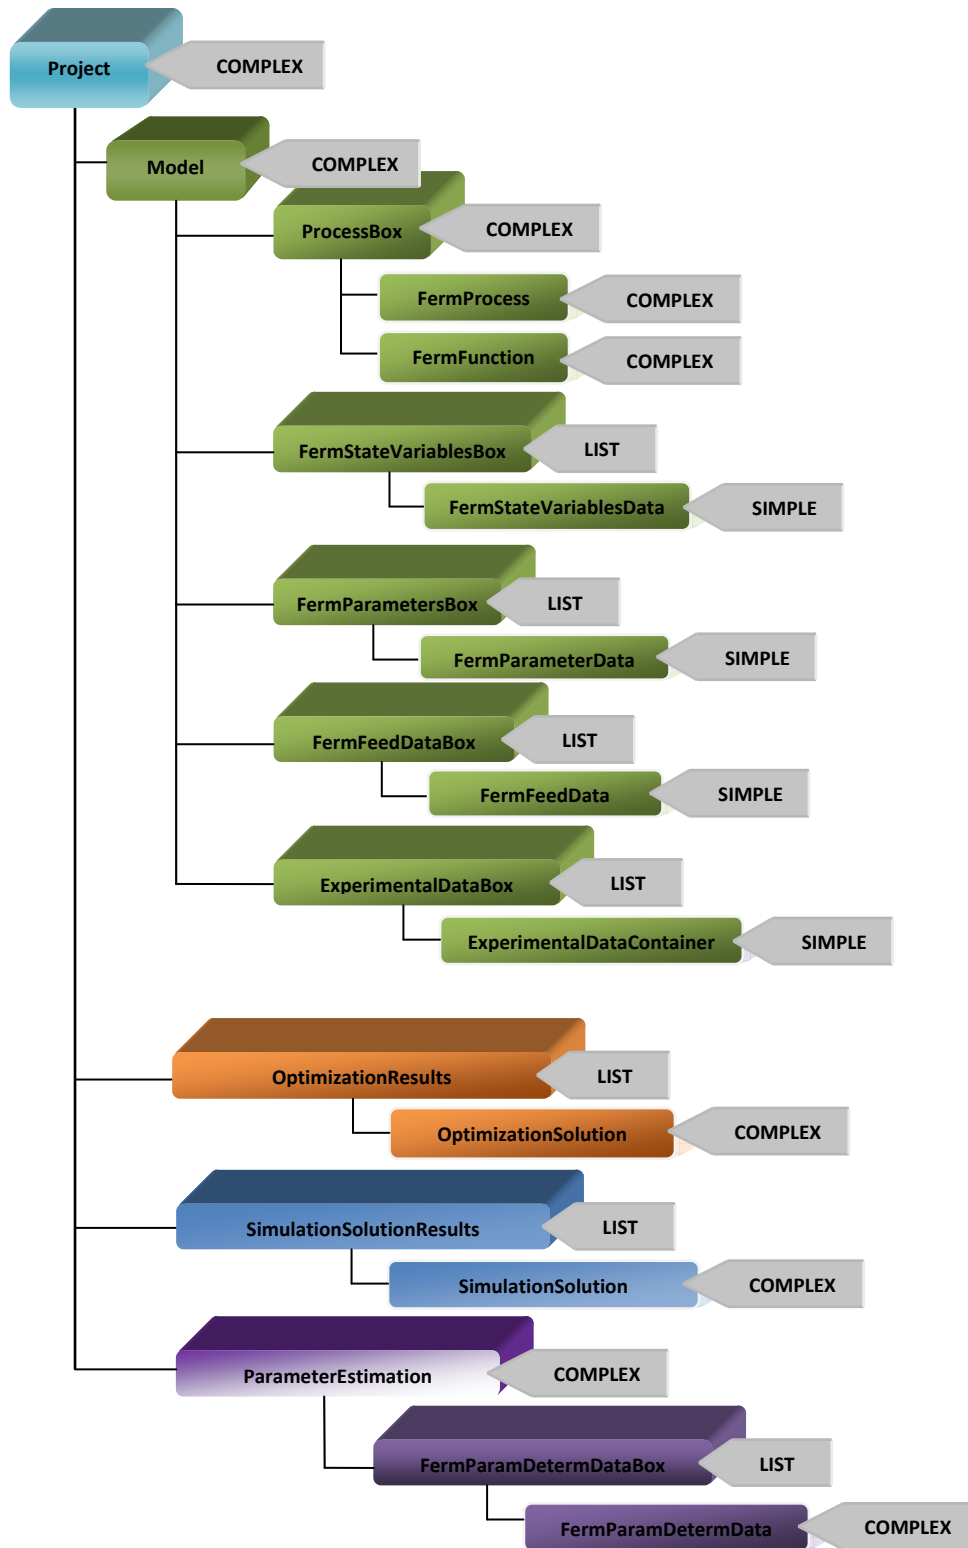 Project
COMPLEX
Model
COMPLEX
ProcessBox
COMPLEX
FermProcess
COMPLEX
FermFunction
COMPLEX
FermStateVariablesBox
LIST
FermStateVariablesData
SIMPLE
FermParametersBox
LIST
FermParameterData
SIMPLE
FermFeedDataBox
LIST
FermFeedData
SIMPLE
ExperimentalDataBox
LIST
ExperimentalDataContainer
SIMPLE
OptimizationResults
LIST
OptimizationSolution
COMPLEX
SimulationSolutionResults
LIST
SimulationSolution
COMPLEX
ParameterEstimation
COMPLEX
FermParamDetermDataBox
LIST
FermParamDetermData
COMPLEX